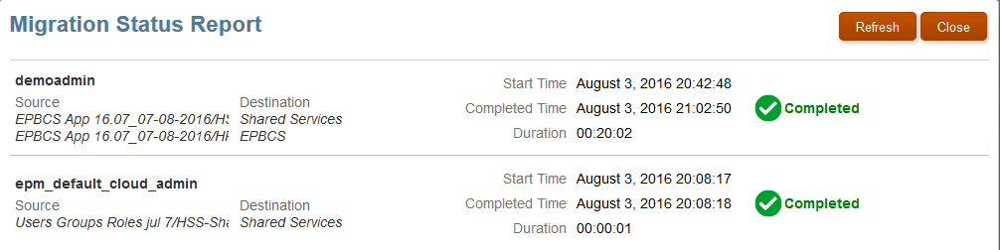 Migration Status Report
Refresh
Close
demoadmin
Source
Destination
EPBCS App 16.07_07-08-2016/HS
Shared Services
EPBCS App 16.07_07-08-2016/HP
EPBCS
Start Time August 3, 2016 20:42:48
Completed Time August 3, 2016 21:02:50
Duration 00:20:02
Completed
epm_default_cloud_admin
Source
Destination
Users Groups Roles jul 7/HSS-Sha
Shared Services
Start Time August 3, 2016 20:08:17
Completed Time August 3, 2016 20:08:18
Duration 00:00:01
Completed